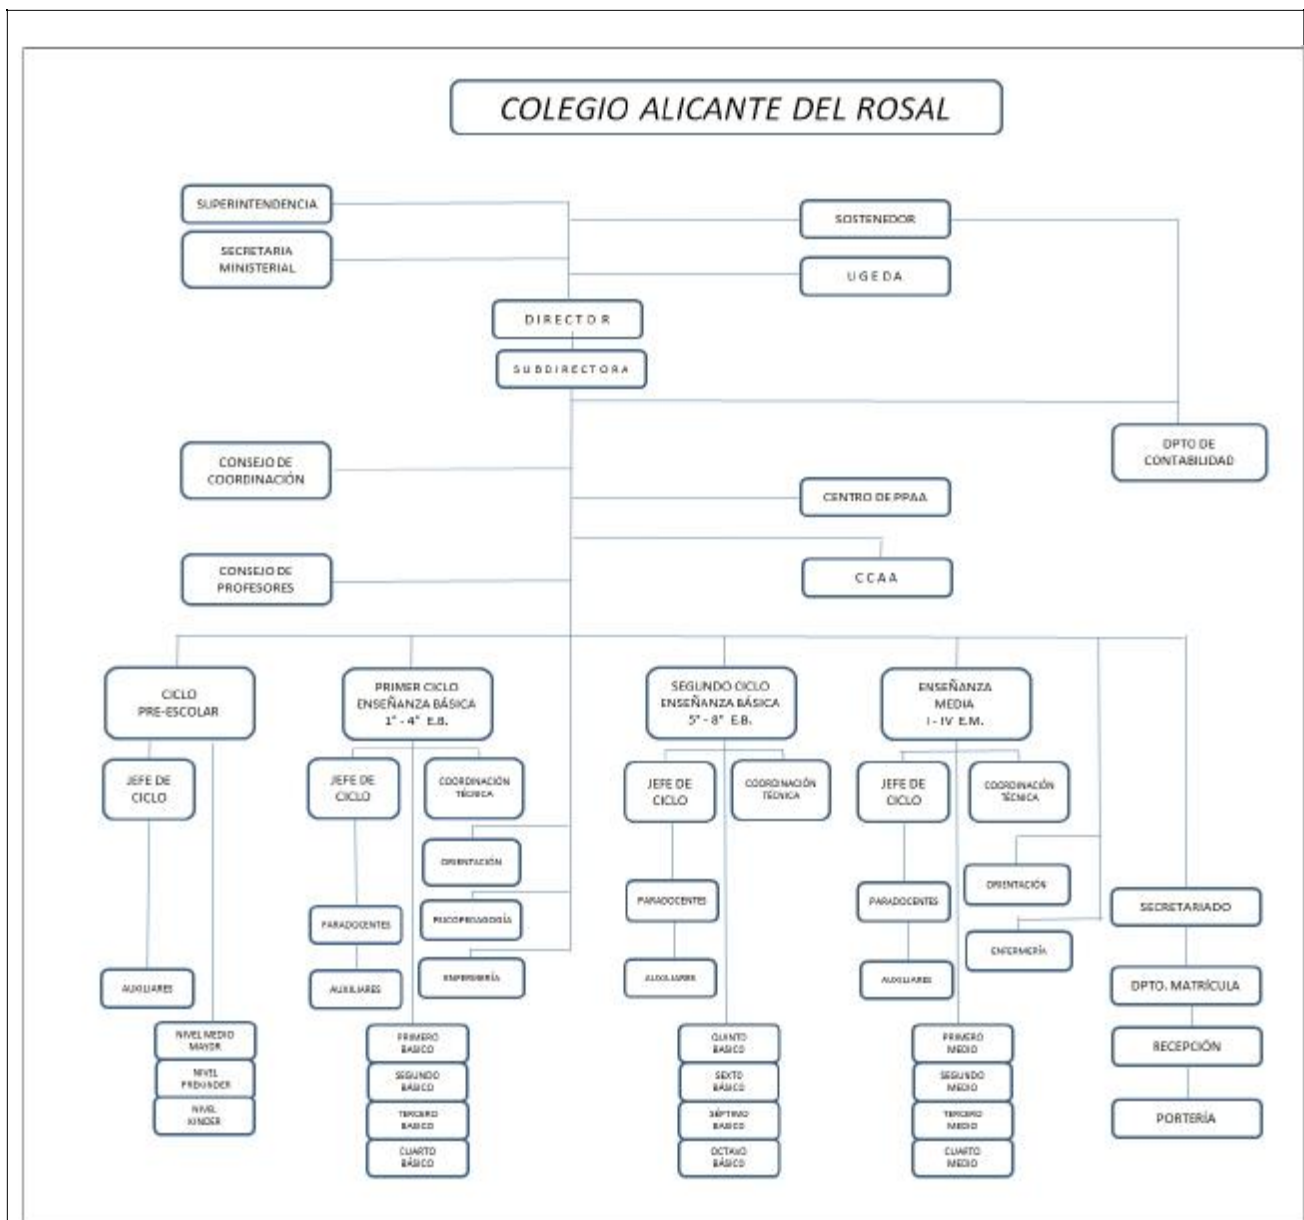 COLEGIO ALICANTE DEL ROSAL
SUPERINTENDENCIA
SOSTENEDOR
SECRETARIA
MINISTERIAL
U G E D A
D I R E C T O R
S U B D I R E C T O R A
CONSEJO DE
COORDINACIÓN
DPTO DE
CONTABILIDAD
CENTRO DE PPAA
CONSEJO DE
PROFESORES
C C A A
CICLO
PRE-ESCOLAR
PRIMER CICLO
ENSEÑANZA BÁSICA
1° - 4° E.B.
SEGUNDO CICLO
ENSEÑANZA BÁSICA
5° - 8° E.B.
ENSEÑANZA
MEDIA
I - IV E.M.
JEFE DE
CICLO
JEFE DE
CICLO
COORDINACIÓN
TÉCNICA
JEFE DE
CICLO
COORDINACIÓN
TÉCNICA
JEFE DE
CICLO
COORDINACIÓN
TÉCNICA
ORIENTACIÓN
PSICOPEDAGOGÍA
ENFERMERÍA
PARADOCENTES
AUXILIARES
AUXILIARES
PARADOCENTES
AUXILIARES
PARADOCENTES
AUXILIARES
ORIENTACIÓN
ENFERMERÍA
SECRETARIADO
DPTO. MATRÍCULA
RECEPCIÓN
PORTERÍA
NIVEL MEDIO
MAYOR
NIVEL
PREKINDER
NIVEL
KINDER
PRIMERO
BASICO
SEGUNDO
BÁSICO
TERCERO
BASICO
CUARTO
BÁSICO
QUINTO
BASICO
SEXTO
BÁSICO
SÉPTIMO
BASICO
OCTAVO
BÁSICO
PRIMERO
MEDIO
SEGUNDO
MEDIO
TERCERO
MEDIO
CUARTO
MEDIO